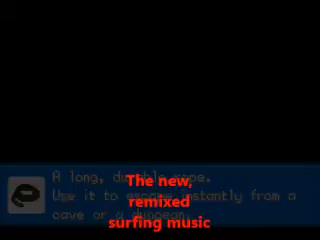 A long, durable rope.
Use it to escape instantly from a
cave or a dungeon.
The new,
remixed
surfing music